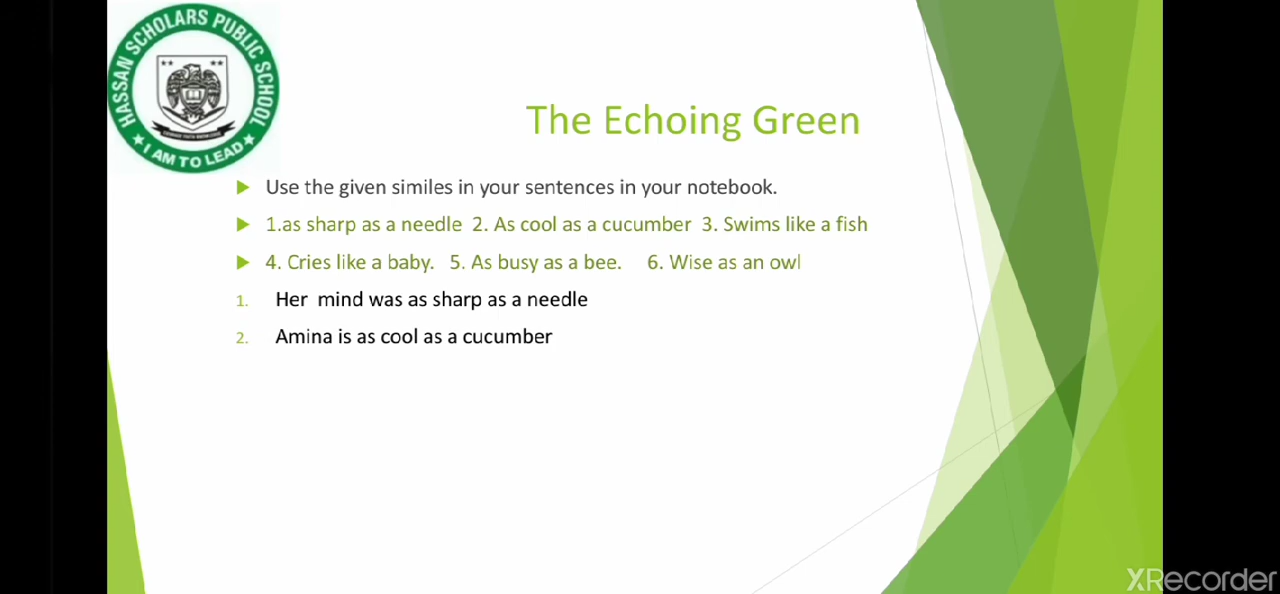 HASSAN SCHOLARS PUBLIC SCHOOL
I AM TO LEAD
The Echoing Green
Use the given similes in your sentences in your notebook.
1.as sharp as a needle 2. As cool as a cucumber 3. Swims like a fish
4. Cries like a baby. 5. As busy as a bee. 6. Wise as an owl
1. Her mind was as sharp as a needle
2. Amina is as cool as a cucumber
XRecorder